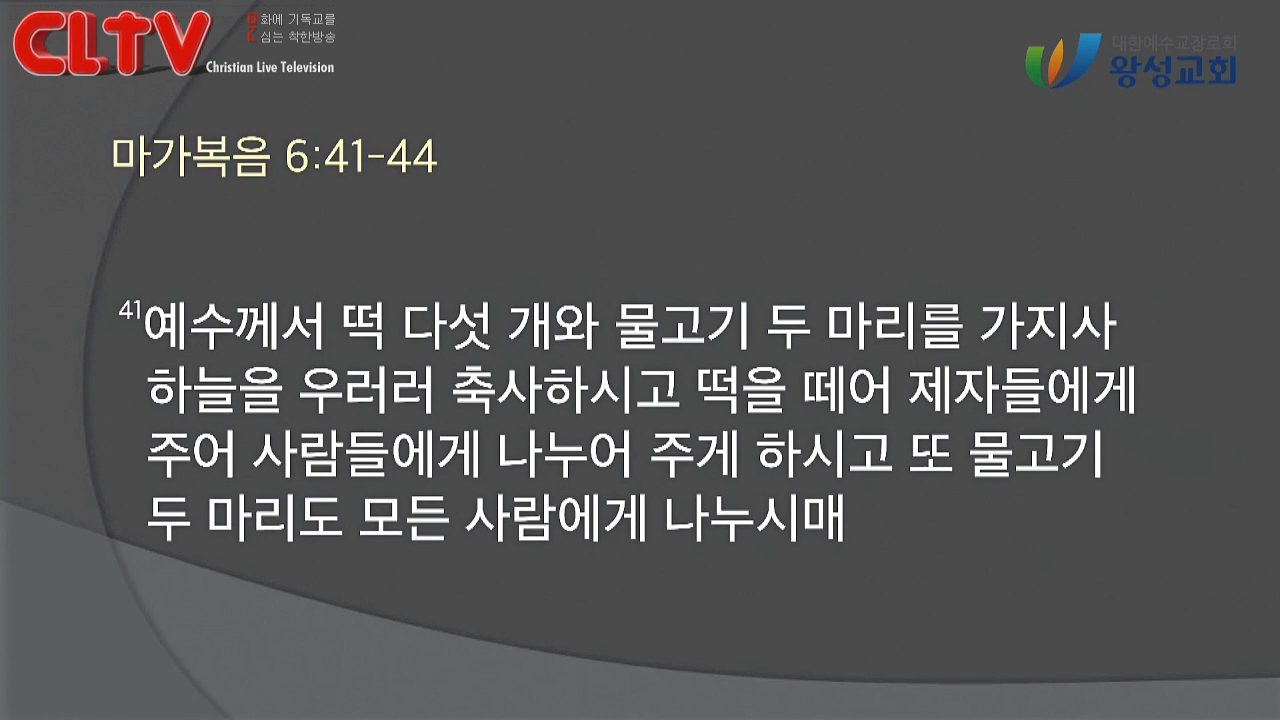 CLTV
화에 기독교를
심는 착한방송
Christian Live Television
대한예수교장로회
왕성교회
마가복음 6:41-44
41예수께서 떡 다섯 개와 물고기 두 마리를 가지사
하늘을 우러러 축사하시고 떡을 떼어 제자들에게
주어 사람들에게 나누어 주게 하시고 또 물고기
두 마리도 모든 사람에게 나누시매